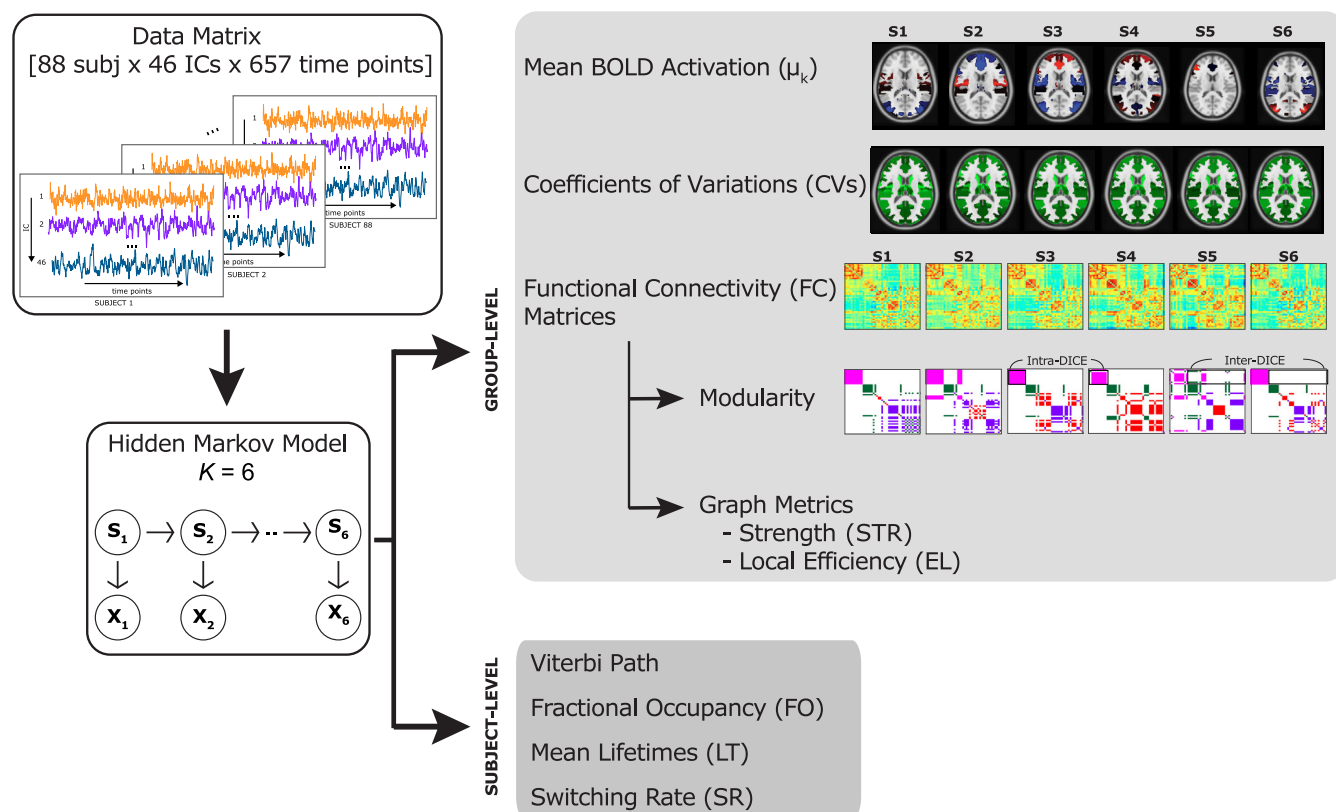 Data Matrix
[88 subj x 46 ICs x 657 time points]
...
1
...
time points
SUBJECT 88
1
...
time points
SUBJECT 2
1
2
IC
...
46
time points
SUBJECT 1
Hidden Markov Model
K = 6
S1 S2 -- S6
X1 X2 X6
GROUP-LEVEL
S1 S2 S3 S4 S5 S6
Mean BOLD Activation (μk)
Coefficients of Variations (CVs)
S1 S2 S3 S4 S5 S6
Functional Connectivity (FC)
Matrices
Intra-DICE Inter-DICE
Modularity
Graph Metrics
- Strength (STR)
- Local Efficiency (EL)
SUBJECT-LEVEL
Viterbi Path
Fractional Occupancy (FO)
Mean Lifetimes (LT)
Switching Rate (SR)